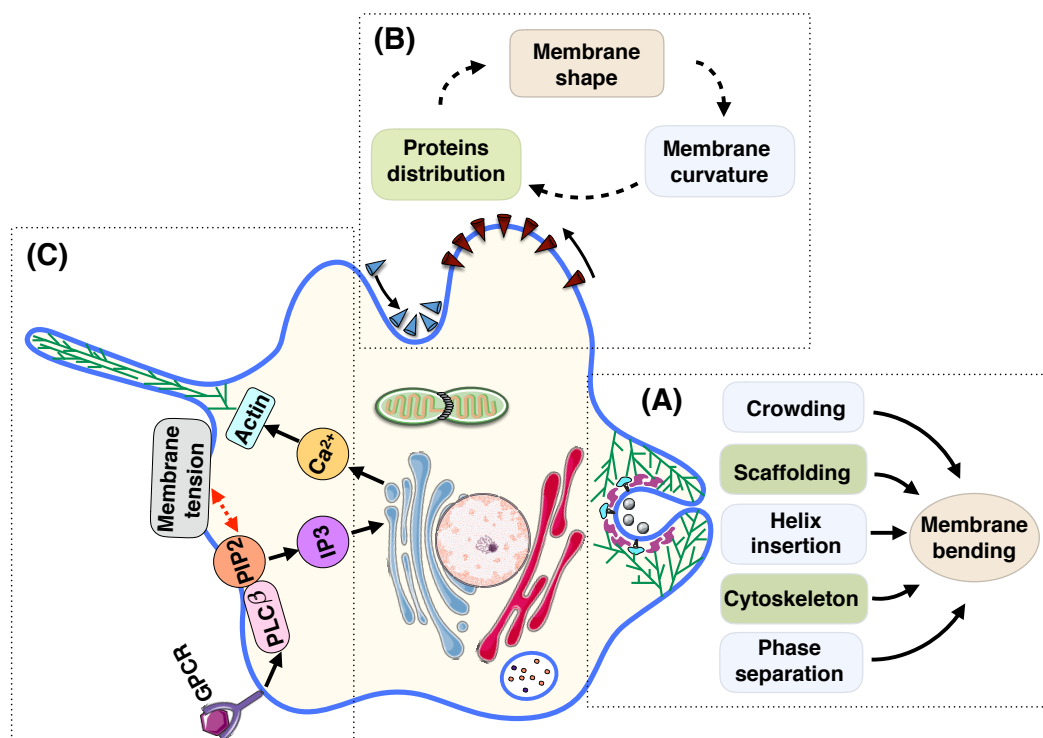 (B)
Membrane
shape
Proteins
distribution
Membrane
curvature
(C)
Actin
Ca²⁺
Membrane
tension
PIP2
IP3
PLCβ
GPCR
(A)
Crowding
Scaffolding
Helix
insertion
Cytoskeleton
Phase
separation
Membrane
bending